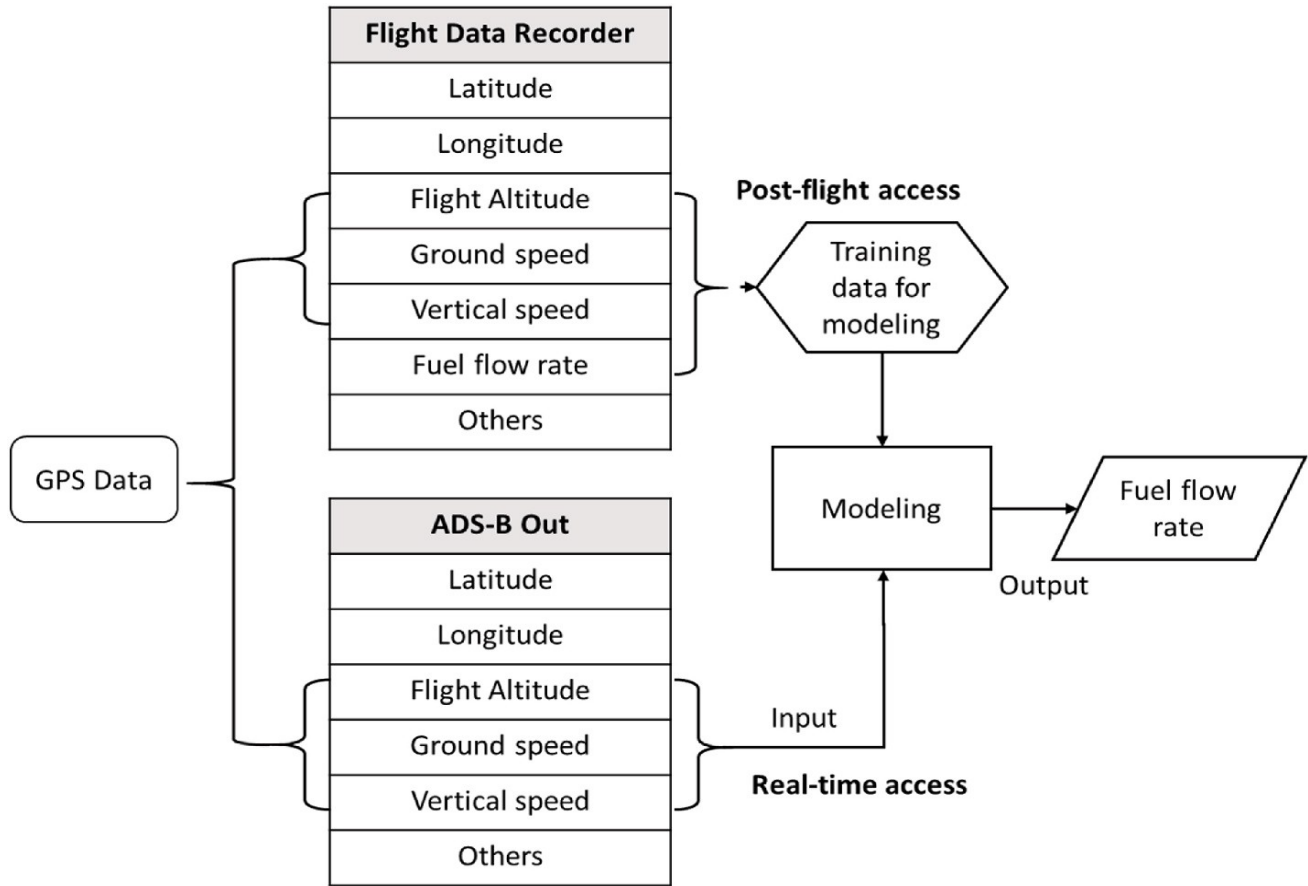 Flight Data Recorder
Latitude
Longitude
Flight Altitude
Ground speed
Vertical speed
Fuel flow rate
Others
Post-flight access
Training
data for
modeling
GPS Data
Modeling
Fuel flow
rate
Output
ADS-B Out
Latitude
Longitude
Flight Altitude
Ground speed
Vertical speed
Others
Input
Real-time access